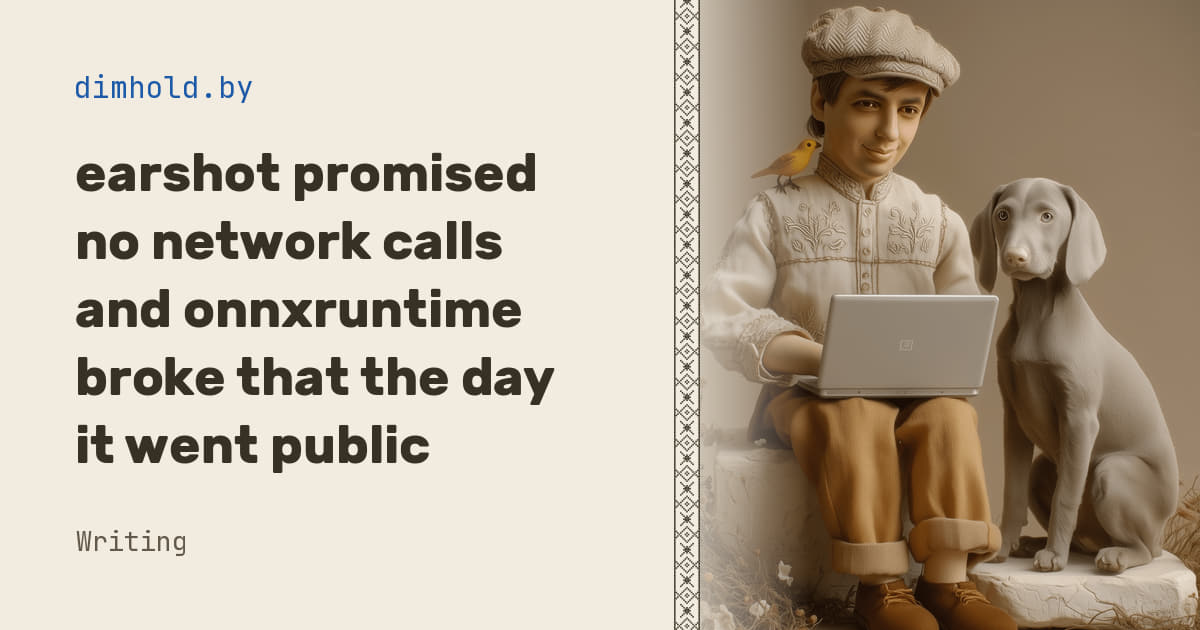 dimhold.by
earshot promised
no network calls
and onnxruntime
broke that the day
it went public
Writing